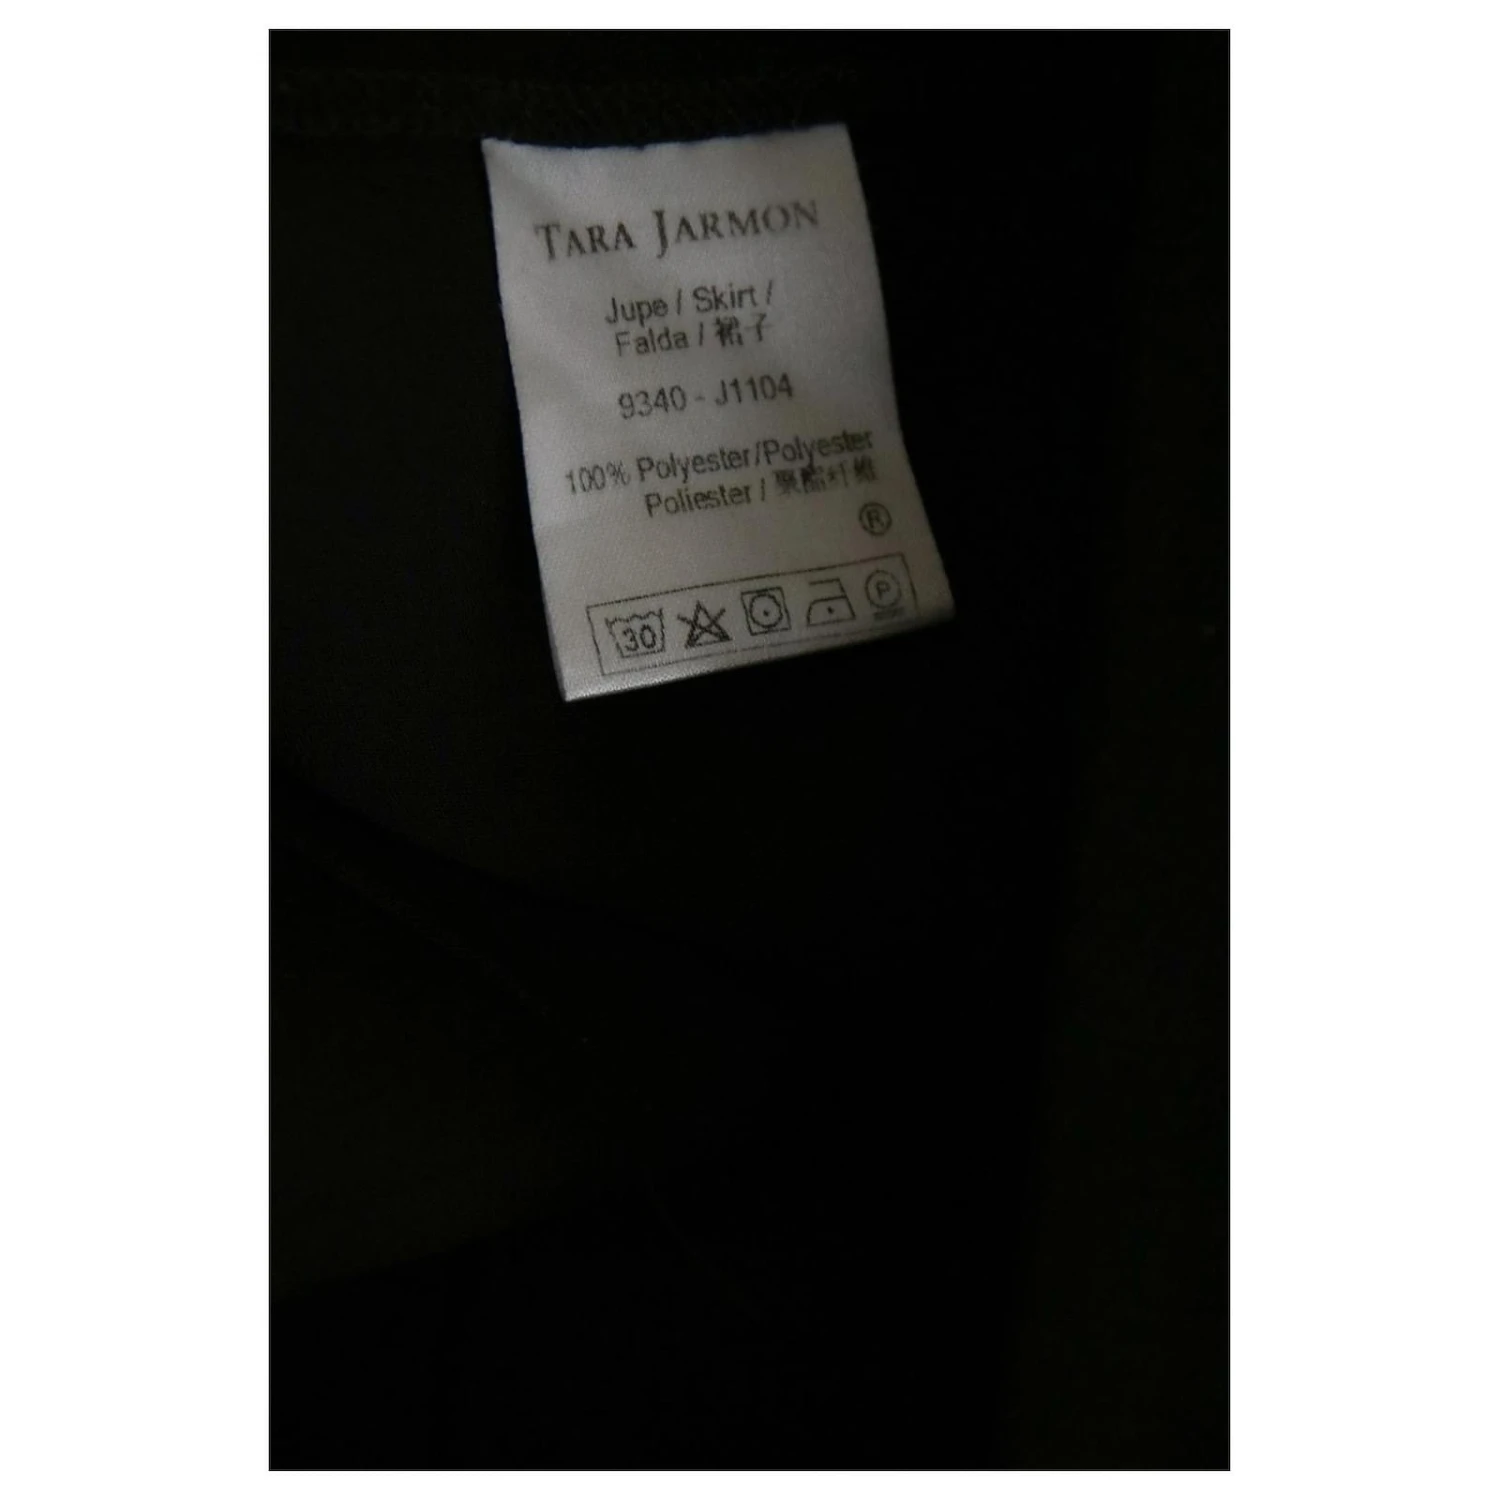 TARA JARMON
Jupe / Skirt /
Falda / 裙子
9340 - J1104
100% Polyester/Polyester
Poliester / 聚酯纤维
®
30
P